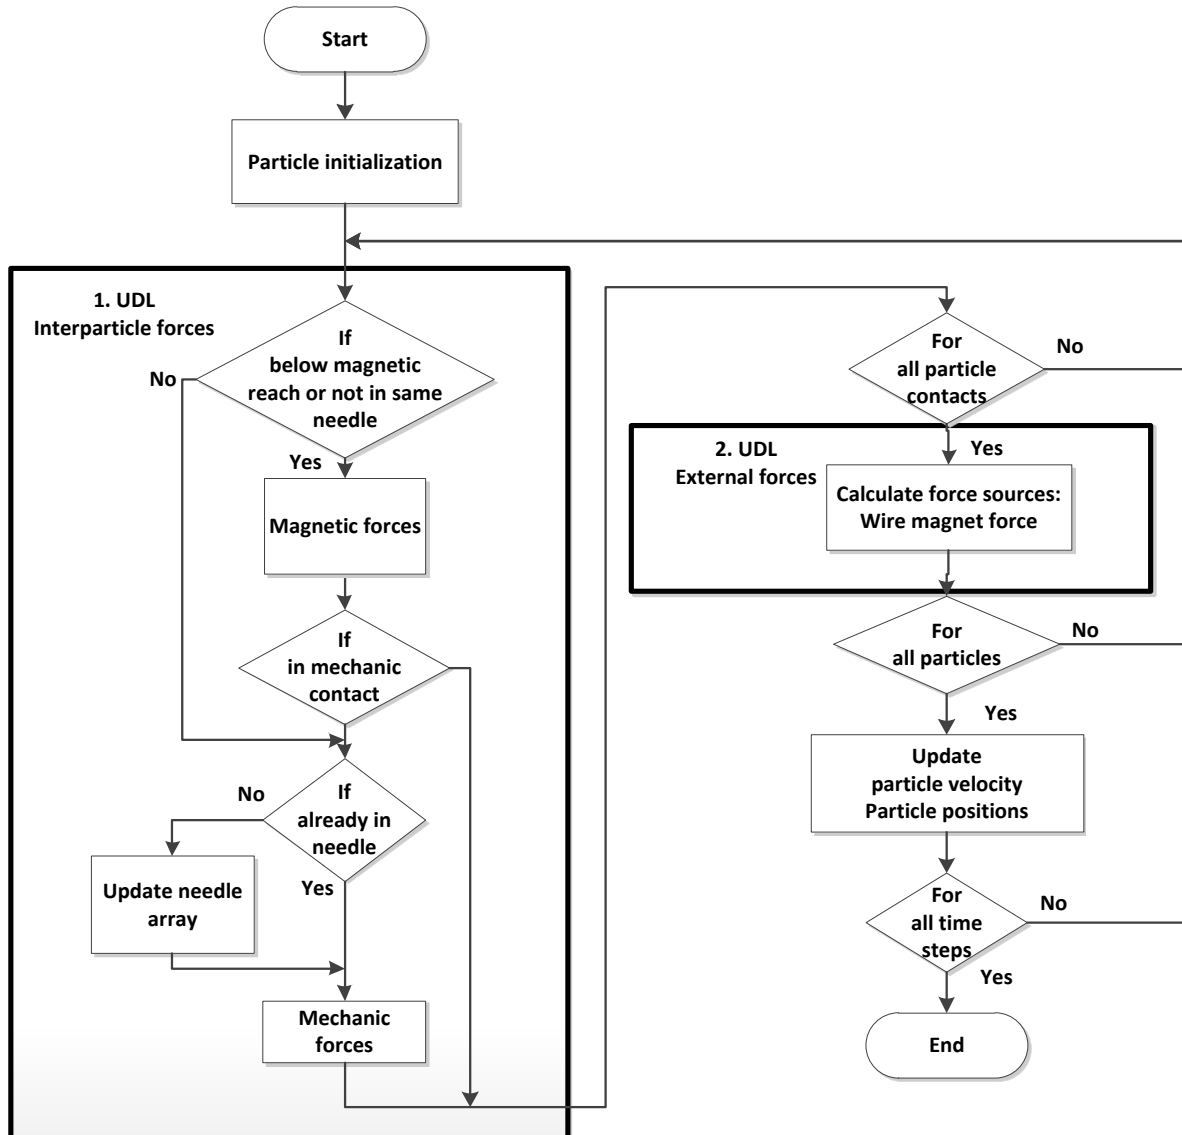 Start
Particle initialization
1. UDL
Interparticle forces
If
below magnetic
reach or not in same
needle
No
Yes
Magnetic forces
If
in mechanic
contact
If
already in
needle
No
Yes
Update needle
array
Mechanic
forces
For
all particle
contacts
No
Yes
2. UDL
External forces
Calculate force sources:
Wire magnet force
For
all particles
No
Yes
Update
particle velocity
Particle positions
For
all time
steps
No
Yes
End